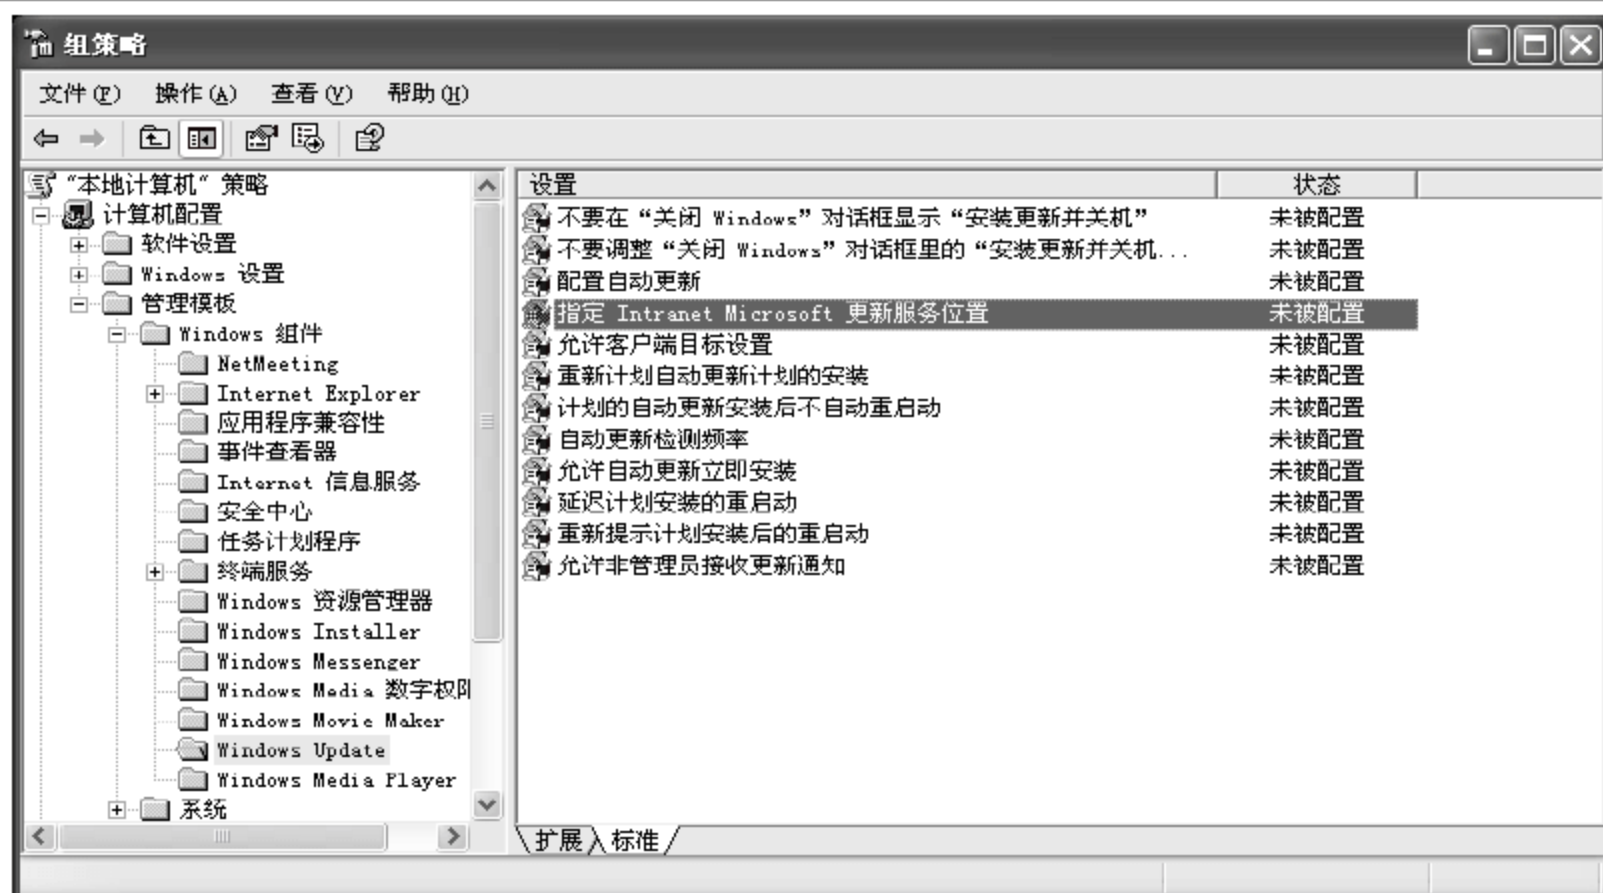 组策略
文件(F) 操作(A) 查看(V) 帮助(H)
“本地计算机” 策略
计算机配置
软件设置
Windows 设置
管理模板
Windows 组件
NetMeeting
Internet Explorer
应用程序兼容性
事件查看器
Internet 信息服务
安全中心
任务计划程序
终端服务
Windows 资源管理器
Windows Installer
Windows Messenger
Windows Media 数字权限
Windows Movie Maker
Windows Update
Windows Media Player
系统
设置 状态
不要在“关闭 Windows”对话框显示“安装更新并关机” 未被配置
不要调整“关闭 Windows”对话框里的“安装更新并关机... 未被配置
配置自动更新 未被配置
指定 Intranet Microsoft 更新服务位置 未被配置
允许客户端目标设置 未被配置
重新计划自动更新计划的安装 未被配置
计划的自动更新安装后不自动重启动 未被配置
自动更新检测频率 未被配置
允许自动更新立即安装 未被配置
延迟计划安装的重启动 未被配置
重新提示计划安装后的重启动 未被配置
允许非管理员接收更新通知 未被配置
扩展 标准